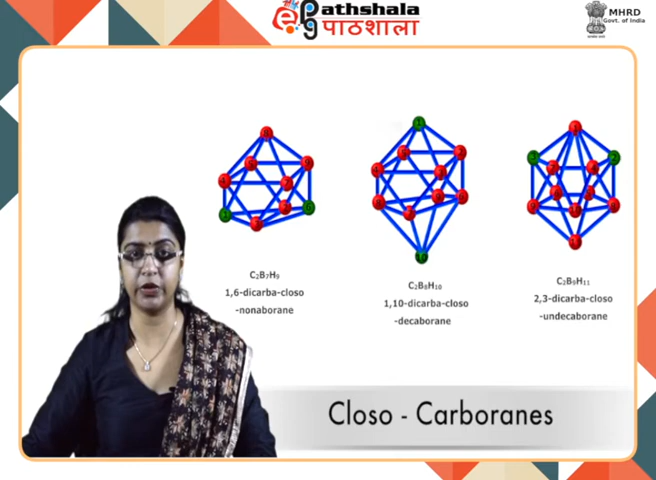 Pathshala
पाठशाला
MHRD
Govt. of India
C₂B₇H₉
1,6-dicarba-closo
-nonaborane
C₂B₈H₁₀
1,10-dicarba-closo
-decaborane
C₂B₉H₁₁
2,3-dicarba-closo
-undecaborane
Closo - Carboranes